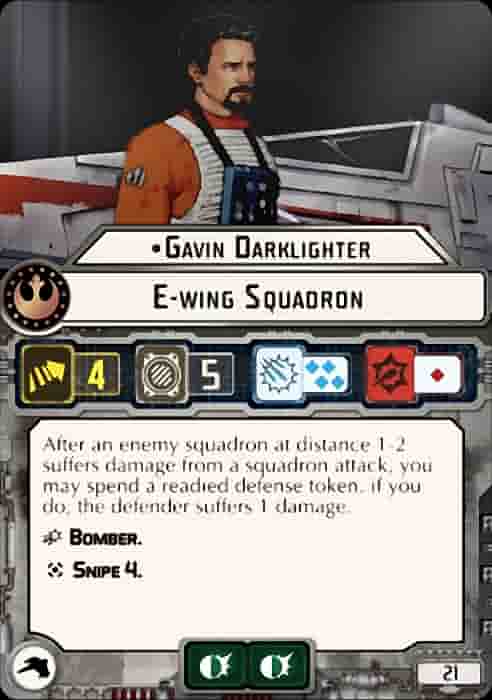 •Gavin Darklighter
E-wing Squadron
4 5
After an enemy squadron at distance 1-2
suffers damage from a squadron attack, you
may spend a readied defense token. if you
do, the defender suffers 1 damage.
Bomber.
Snipe 4.
21